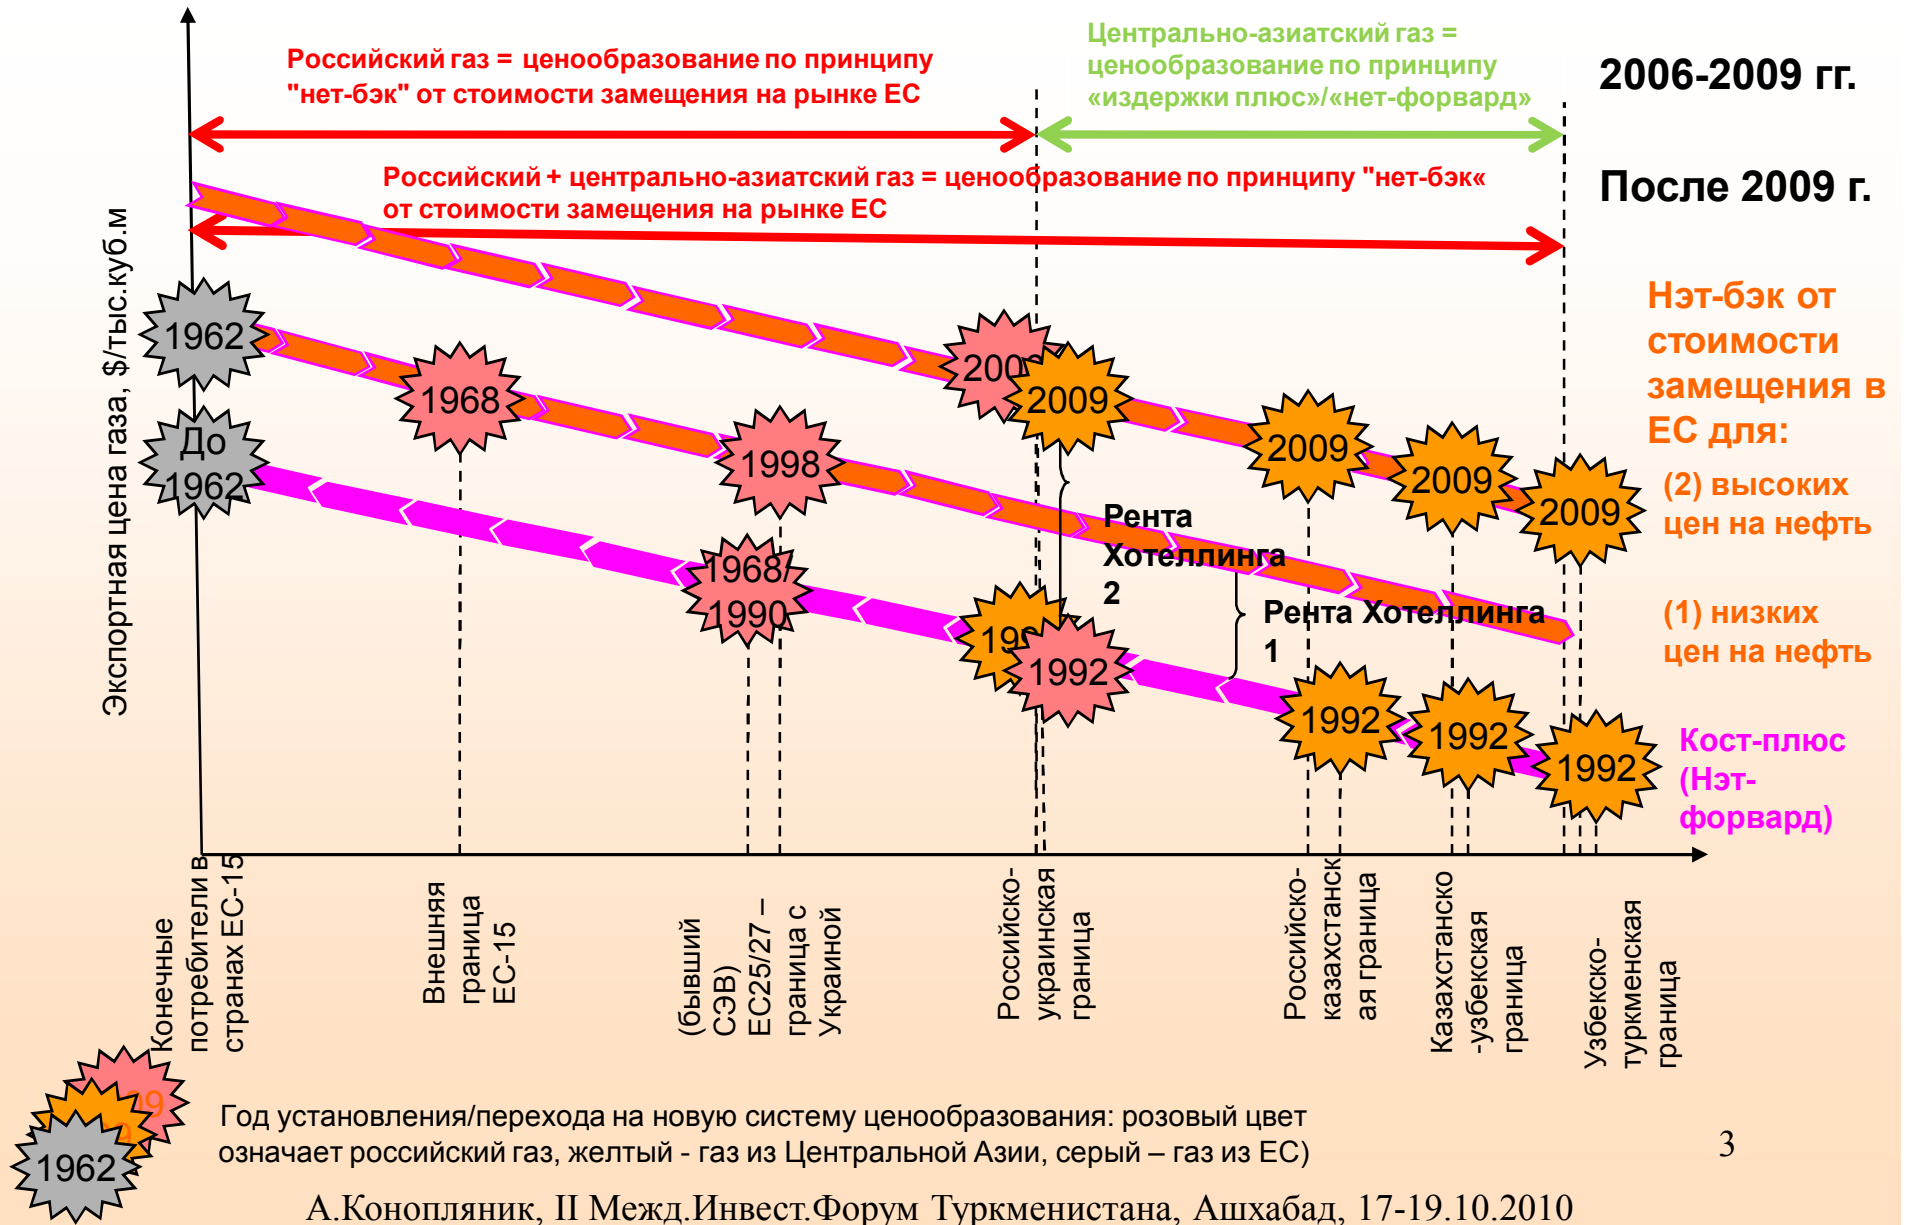 Российский газ = ценообразование по принципу
"нет-бэк" от стоимости замещения на рынке ЕС
Центрально-азиатский газ =
ценообразование по принципу
«издержки плюс»/«нет-форвард»
2006-2009 гг.
Российский + центрально-азиатский газ = ценообразование по принципу "нет-бэк«
от стоимости замещения на рынке ЕС
После 2009 г.
Экспортная цена газа, $/тыс.куб.м
Нэт-бэк от
стоимости
замещения в
ЕС для:
(2) высоких
цен на нефть
(1) низких
цен на нефть
Кост-плюс
(Нэт-
форвард)
1962
1968
1998
2009
2009
2009
2009
До
1962
1968/
1990
1992
1992
1992
1992
Рента
Хотеллинга
2
Рента Хотеллинга
1
Конечные
потребители в
странах ЕС-15
Внешняя
граница
ЕС-15
(бывший
СЭВ)
ЕС25/27 –
граница с
Украиной
Российско-
украинская
граница
Российско-
казахстанск
ая граница
Казахстанско
-узбекская
граница
Узбекско-
туркменская
граница
1962
Год установления/перехода на новую систему ценообразования: розовый цвет
означает российский газ, желтый - газ из Центральной Азии, серый – газ из ЕС)
3
А.Конопляник, II Межд.Инвест.Форум Туркменистана, Ашхабад, 17-19.10.2010